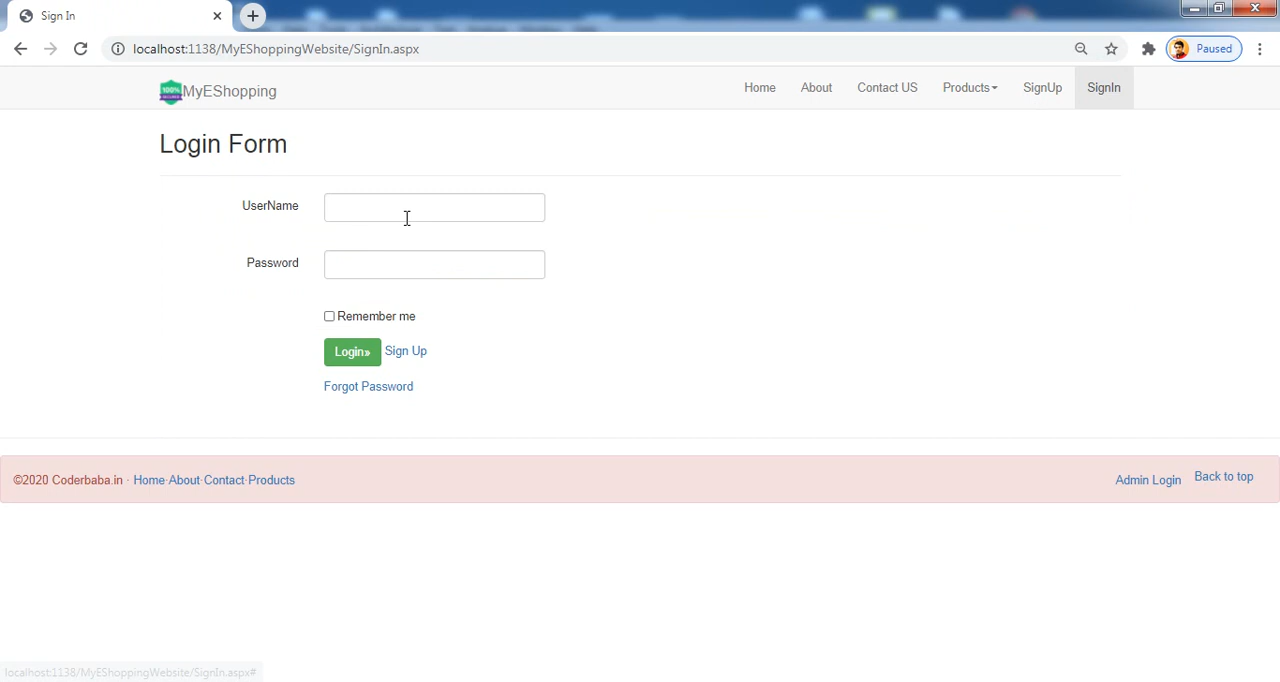 Sign In
localhost:1138/MyEShoppingWebsite/SignIn.aspx
Paused
100%
MyEShopping
Home
About
Contact US
Products
SignUp
SignIn
Login Form
UserName
Password
Remember me
Login» Sign Up
Forgot Password
©2020 Coderbaba.in · Home·About·Contact·Products
Admin Login Back to top
localhost:1138/MyEShoppingWebsite/SignIn.aspx#